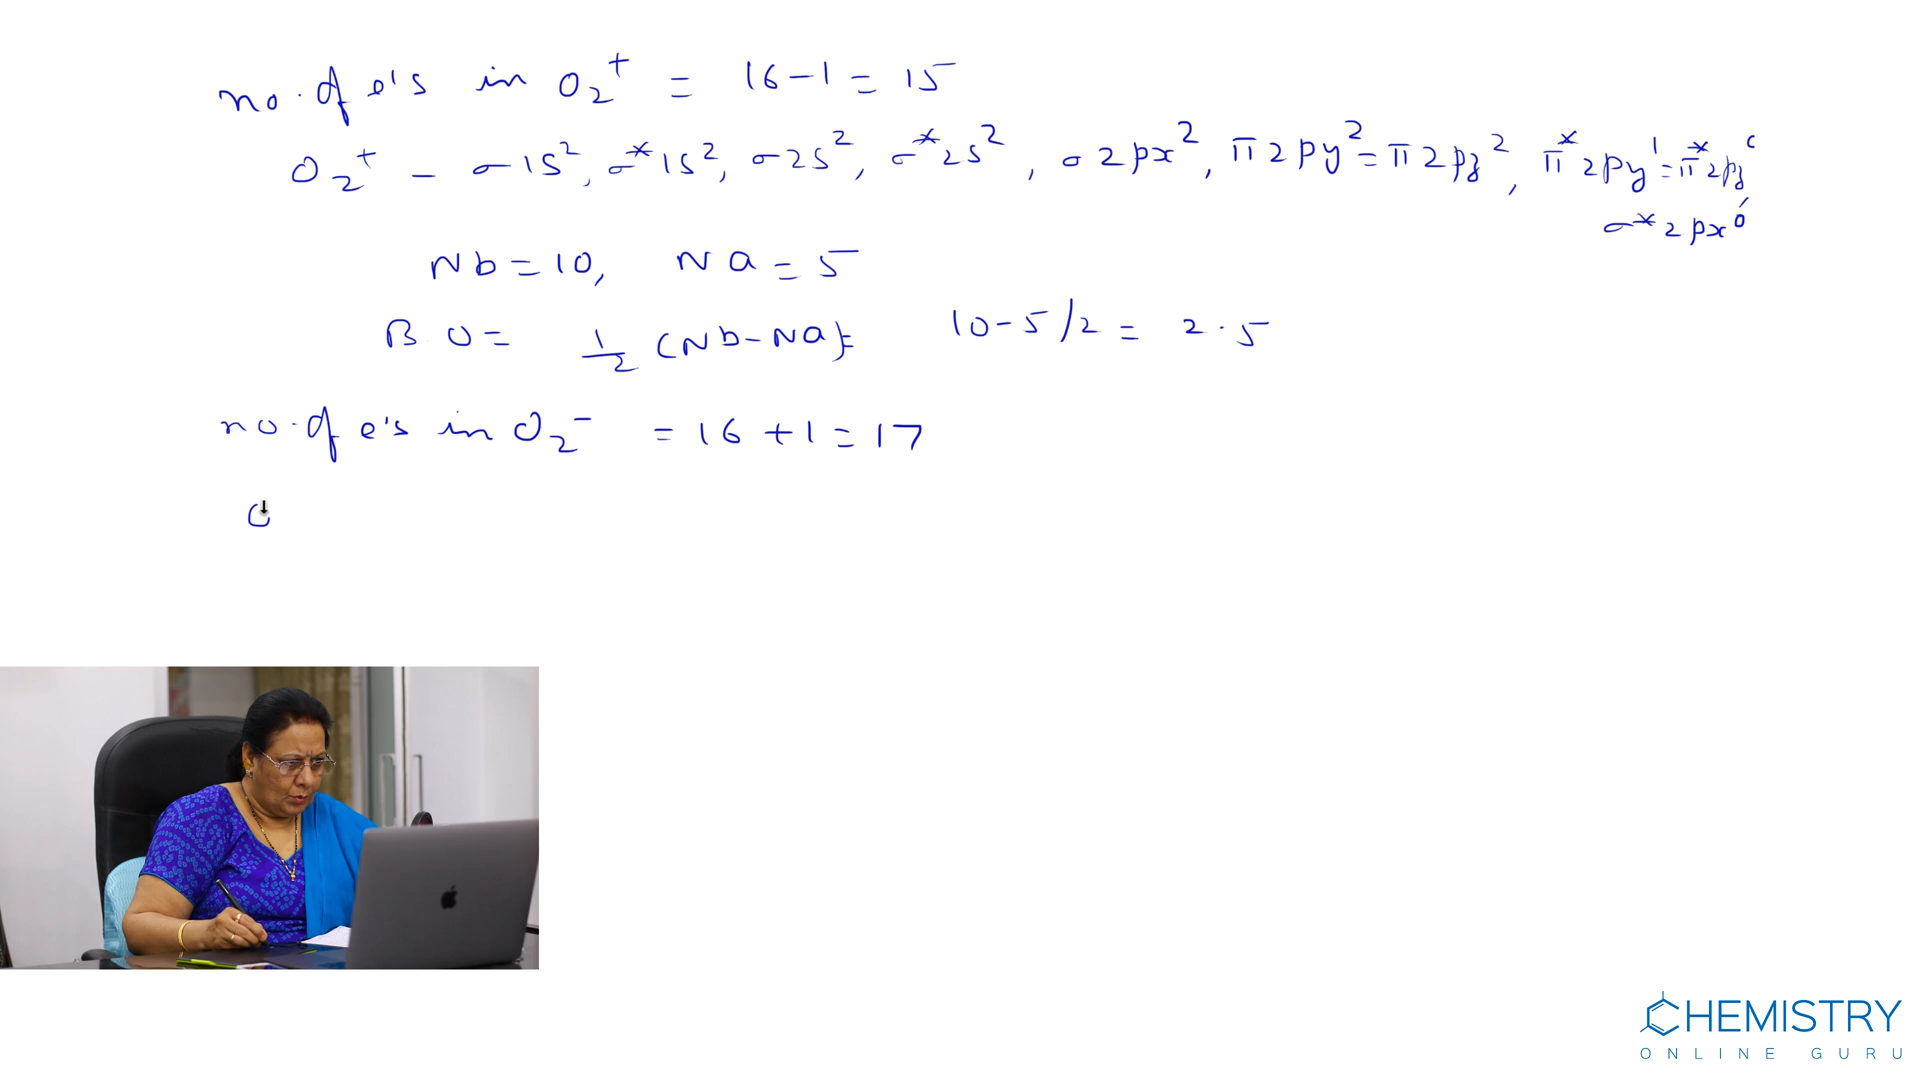 no. of e's in O₂⁺ = 16-1 = 15
O₂⁺ - σ1s², σ*1s², σ2s², σ*2s², σ2px², π2py² = π2pz², π*2py¹ = π*2pz⁰,
σ*2px⁰
Nb = 10, Na = 5
B.O = 1/2 (Nb-Na) = 10-5/2 = 2.5
no. of e's in O₂⁻ = 16+1 = 17
O
CHEMISTRY
ONLINE GURU